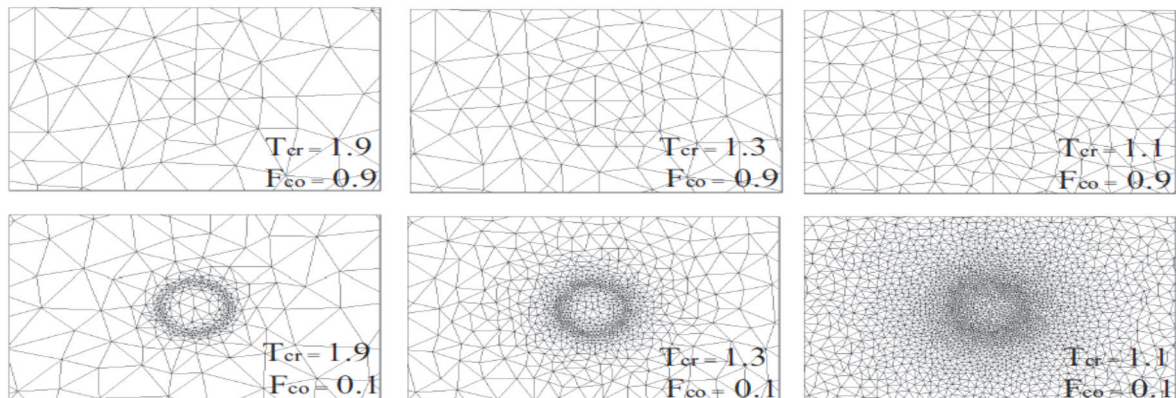 Tcr = 1.9
Fco = 0.9
Tcr = 1.3
Fco = 0.9
Tcr = 1.1
Fco = 0.9
Tcr = 1.9
Fco = 0.1
Tcr = 1.3
Fco = 0.1
Tcr = 1.1
Fco = 0.1